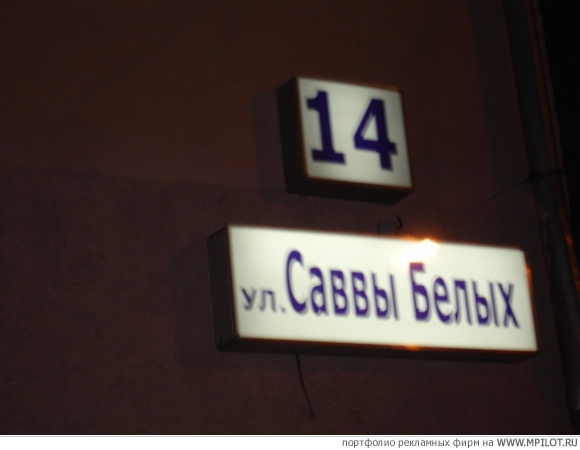 14
ул. Саввы Белых
портфолио рекламных фирм на WWW.MPILOT.RU